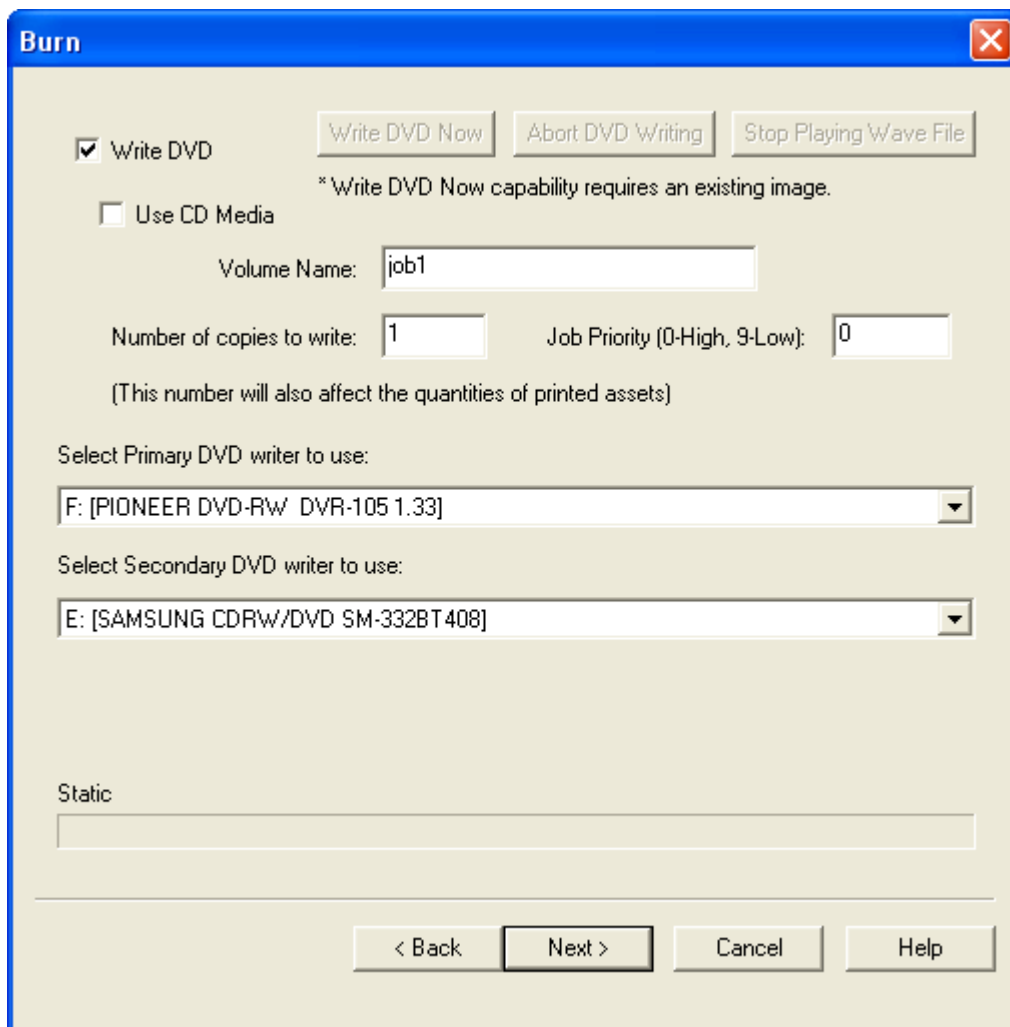 Burn
Write DVD Now Abort DVD Writing Stop Playing Wave File
Write DVD
* Write DVD Now capability requires an existing image.
Use CD Media
Volume Name: job1
Number of copies to write: 1 Job Priority (0-High, 9-Low): 0
(This number will also affect the quantities of printed assets)
Select Primary DVD writer to use:
F: [PIONEER DVD-RW  DVR-105 1.33]
Select Secondary DVD writer to use:
E: [SAMSUNG CDRW/DVD SM-332BT408]
Static
< Back Next > Cancel Help